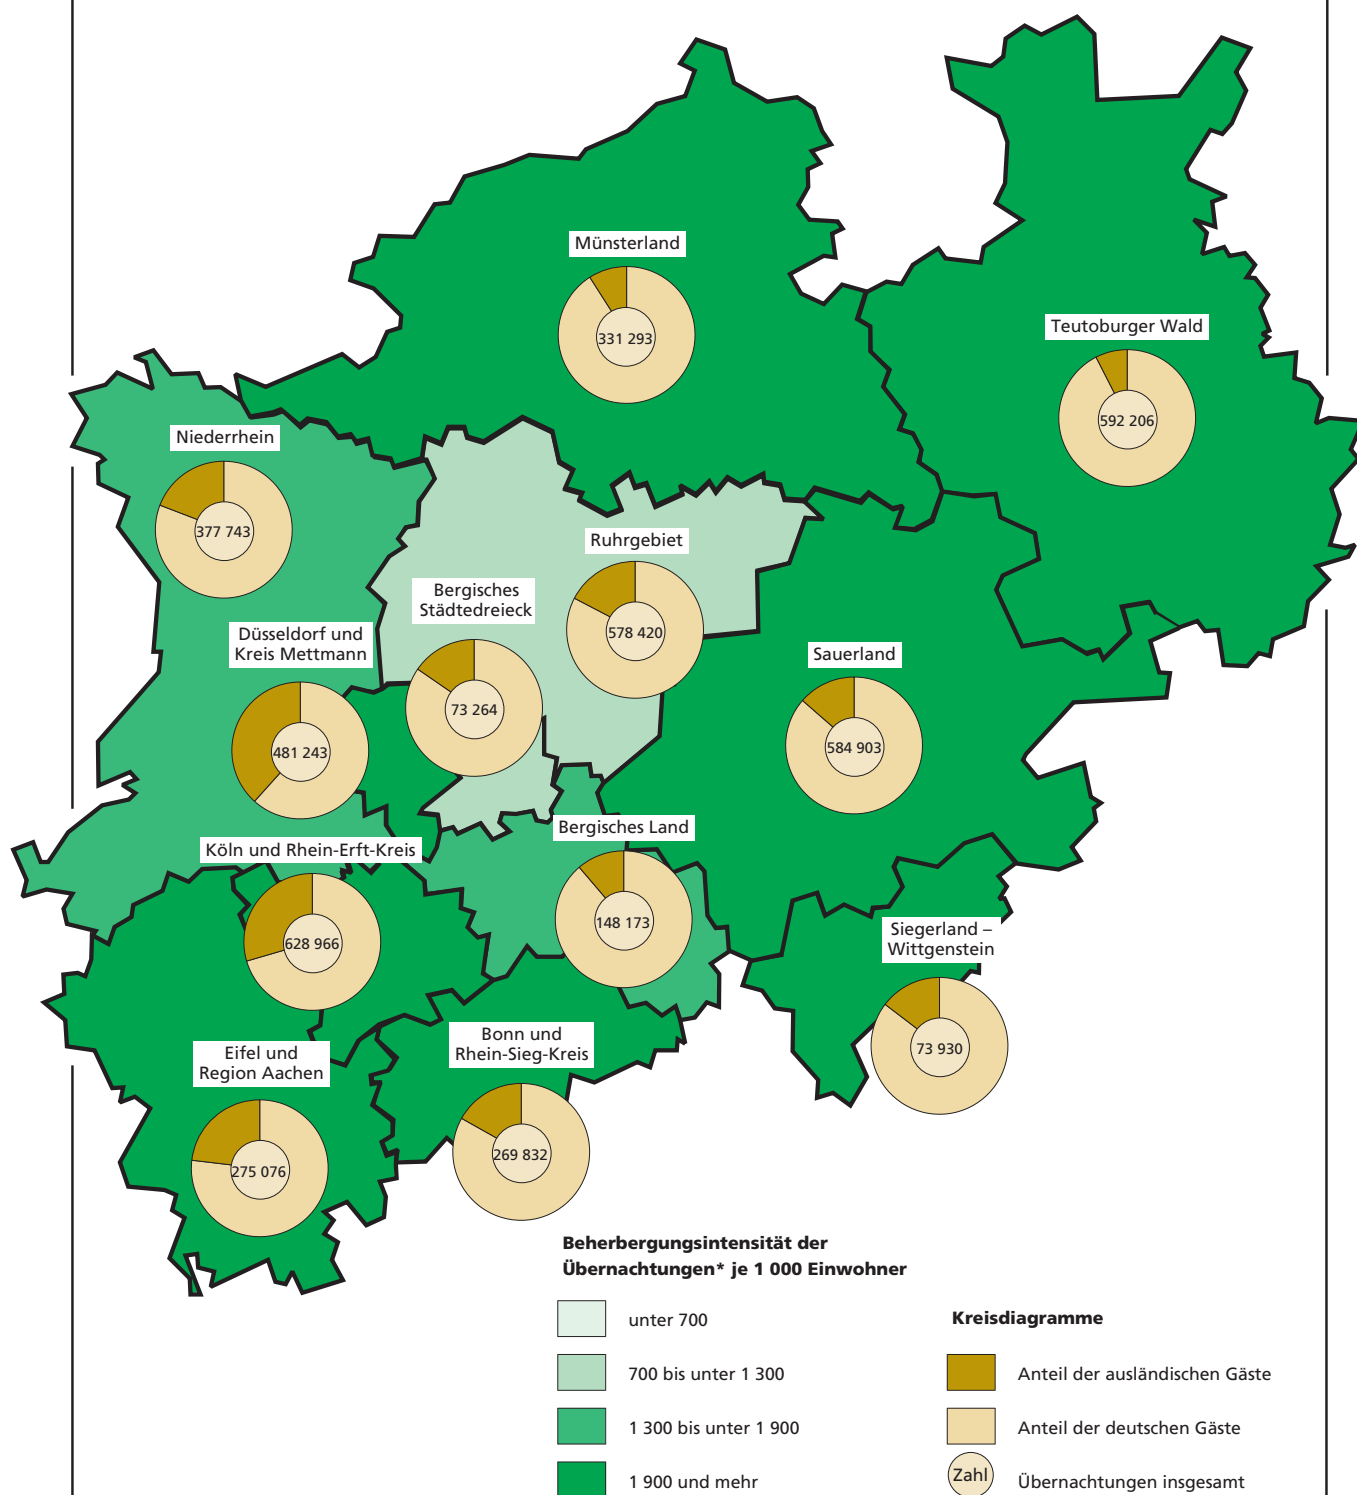 Münsterland
331 293
Teutoburger Wald
592 206
Niederrhein
377 743
Ruhrgebiet
578 420
Bergisches
Städtedreieck
73 264
Düsseldorf und
Kreis Mettmann
481 243
Sauerland
584 903
Bergisches Land
148 173
Köln und Rhein-Erft-Kreis
628 966
Siegerland –
Wittgenstein
73 930
Bonn und
Rhein-Sieg-Kreis
269 832
Eifel und
Region Aachen
275 076
Beherbergungsintensität der
Übernachtungen* je 1 000 Einwohner
unter 700
700 bis unter 1 300
1 300 bis unter 1 900
1 900 und mehr
Kreisdiagramme
Anteil der ausländischen Gäste
Anteil der deutschen Gäste
Zahl Übernachtungen insgesamt